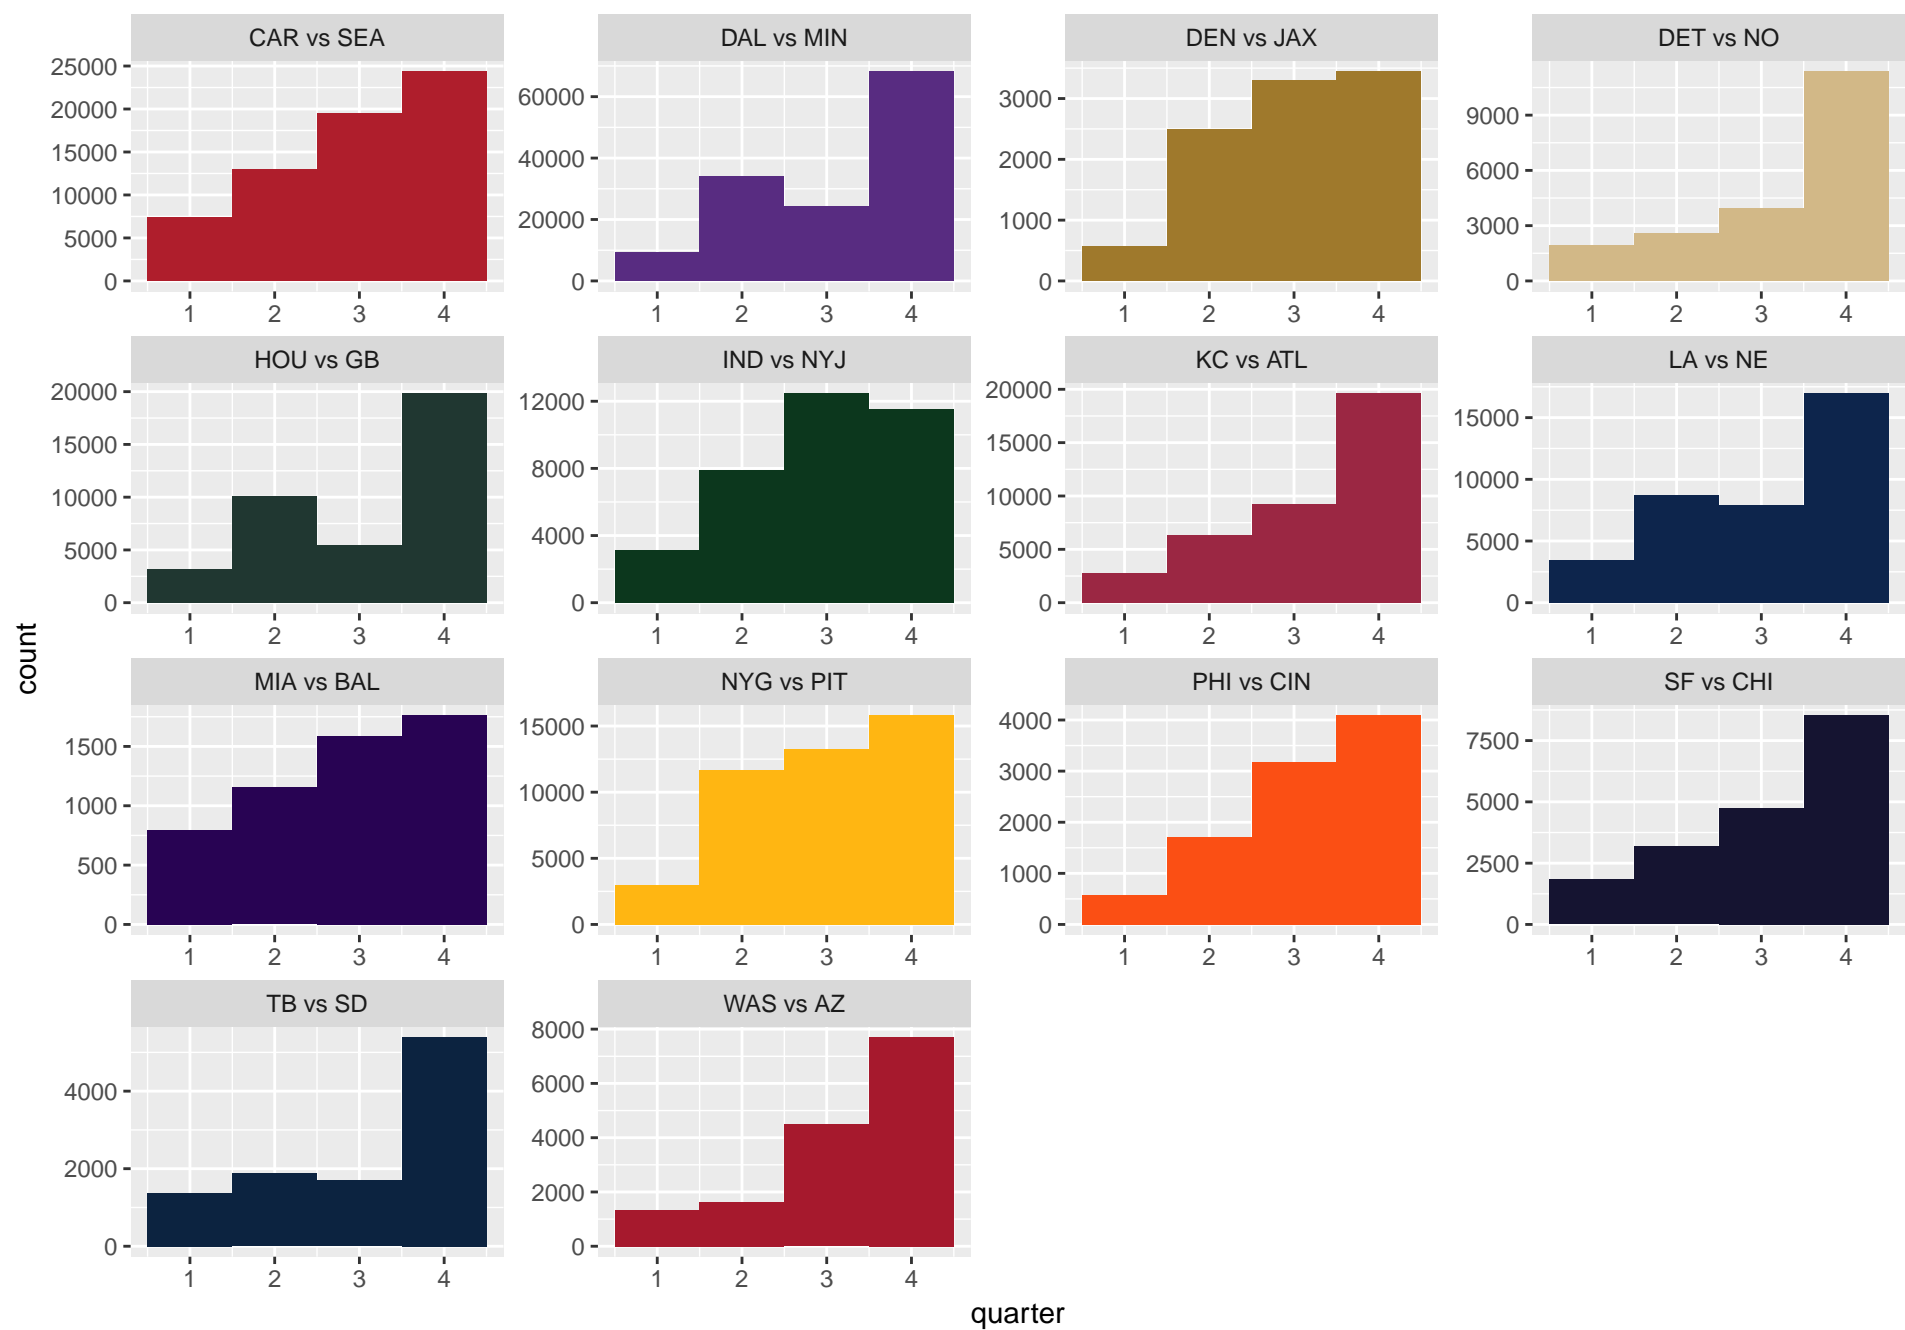 CAR vs SEA
DAL vs MIN
DEN vs JAX
DET vs NO
25000
20000
15000
10000
5000
0
1 2 3 4
60000
40000
20000
0
1 2 3 4
3000
2000
1000
0
1 2 3 4
9000
6000
3000
0
1 2 3 4
HOU vs GB
IND vs NYJ
KC vs ATL
LA vs NE
20000
15000
10000
5000
0
1 2 3 4
12000
8000
4000
0
1 2 3 4
20000
15000
10000
5000
0
1 2 3 4
15000
10000
5000
0
1 2 3 4
count
MIA vs BAL
NYG vs PIT
PHI vs CIN
SF vs CHI
1500
1000
500
0
1 2 3 4
15000
10000
5000
0
1 2 3 4
4000
3000
2000
1000
0
1 2 3 4
7500
5000
2500
0
1 2 3 4
TB vs SD
WAS vs AZ
4000
2000
0
1 2 3 4
8000
6000
4000
2000
0
1 2 3 4
quarter